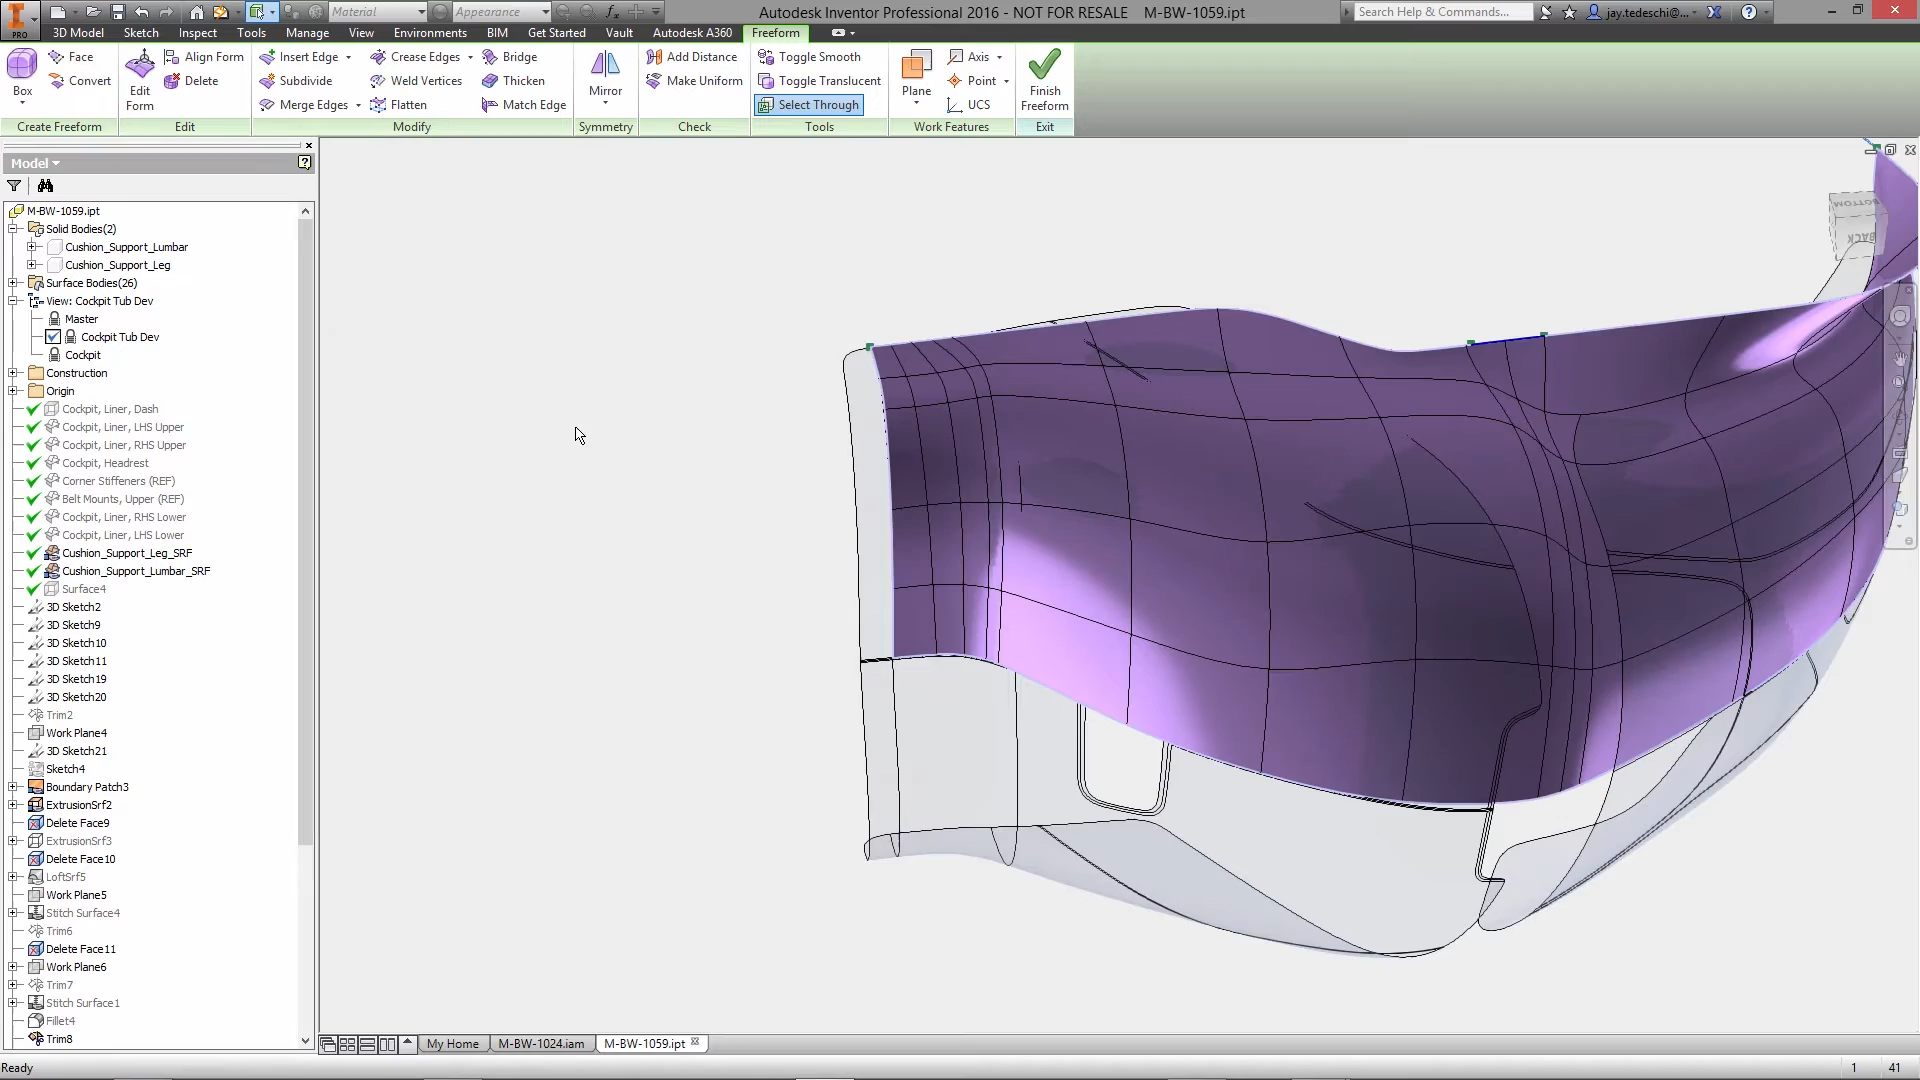 Material
Appearance
Autodesk Inventor Professional 2016 - NOT FOR RESALE M-BW-1059.ipt
Search Help & Commands...
jay.tedeschi@...
PRO
3D Model
Sketch
Inspect
Tools
Manage
View
Environments
BIM
Get Started
Vault
Autodesk A360
Freeform
Face
Align Form
Insert Edge
Crease Edges
Bridge
Add Distance
Toggle Smooth
Axis
Convert
Delete
Subdivide
Weld Vertices
Thicken
Make Uniform
Toggle Translucent
Point
Box
Edit
Form
Merge Edges
Flatten
Match Edge
Mirror
Select Through
Plane
UCS
Finish
Freeform
Create Freeform
Edit
Modify
Symmetry
Check
Tools
Work Features
Exit
Model
M-BW-1059.ipt
Solid Bodies(2)
Cushion_Support_Lumbar
Cushion_Support_Leg
Surface Bodies(26)
View: Cockpit Tub Dev
Master
Cockpit Tub Dev
Cockpit
Construction
Origin
Cockpit, Liner, Dash
Cockpit, Liner, LHS Upper
Cockpit, Liner, RHS Upper
Cockpit, Headrest
Corner Stiffeners (REF)
Belt Mounts, Upper (REF)
Cockpit, Liner, RHS Lower
Cockpit, Liner, LHS Lower
Cushion_Support_Leg_SRF
Cushion_Support_Lumbar_SRF
Surface4
3D Sketch2
3D Sketch9
3D Sketch10
3D Sketch11
3D Sketch19
3D Sketch20
Trim2
Work Plane4
3D Sketch21
Sketch4
Boundary Patch3
ExtrusionSrf2
Delete Face9
ExtrusionSrf3
Delete Face10
LoftSrf5
Work Plane5
Stitch Surface4
Trim6
Delete Face11
Work Plane6
Trim7
Stitch Surface1
Fillet4
Trim8
BOTTOM
BACK
My Home
M-BW-1024.iam
M-BW-1059.ipt
Ready
1
41